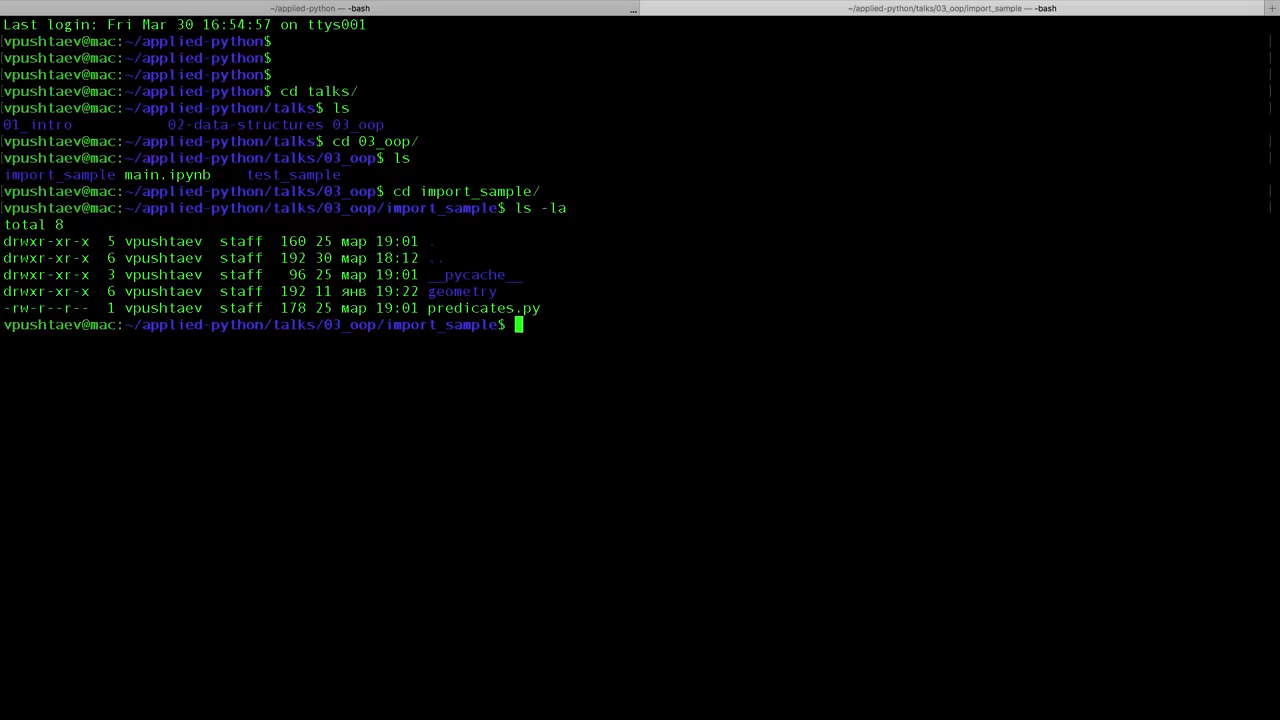 ~/applied-python — -bash ... ~/applied-python/talks/03_oop/import_sample — -bash +
Last login: Fri Mar 30 16:54:57 on ttys001
vpushtaev@mac:~/applied-python$
vpushtaev@mac:~/applied-python$
vpushtaev@mac:~/applied-python$
vpushtaev@mac:~/applied-python$ cd talks/
vpushtaev@mac:~/applied-python/talks$ ls
01_intro 02-data-structures 03_oop
vpushtaev@mac:~/applied-python/talks$ cd 03_oop/
vpushtaev@mac:~/applied-python/talks/03_oop$ ls
import_sample main.ipynb test_sample
vpushtaev@mac:~/applied-python/talks/03_oop$ cd import_sample/
vpushtaev@mac:~/applied-python/talks/03_oop/import_sample$ ls -la
total 8
drwxr-xr-x 5 vpushtaev staff 160 25 мар 19:01 .
drwxr-xr-x 6 vpushtaev staff 192 30 мар 18:12 ..
drwxr-xr-x 3 vpushtaev staff 96 25 мар 19:01 __pycache__
drwxr-xr-x 6 vpushtaev staff 192 11 янв 19:22 geometry
-rw-r--r-- 1 vpushtaev staff 178 25 мар 19:01 predicates.py
vpushtaev@mac:~/applied-python/talks/03_oop/import_sample$